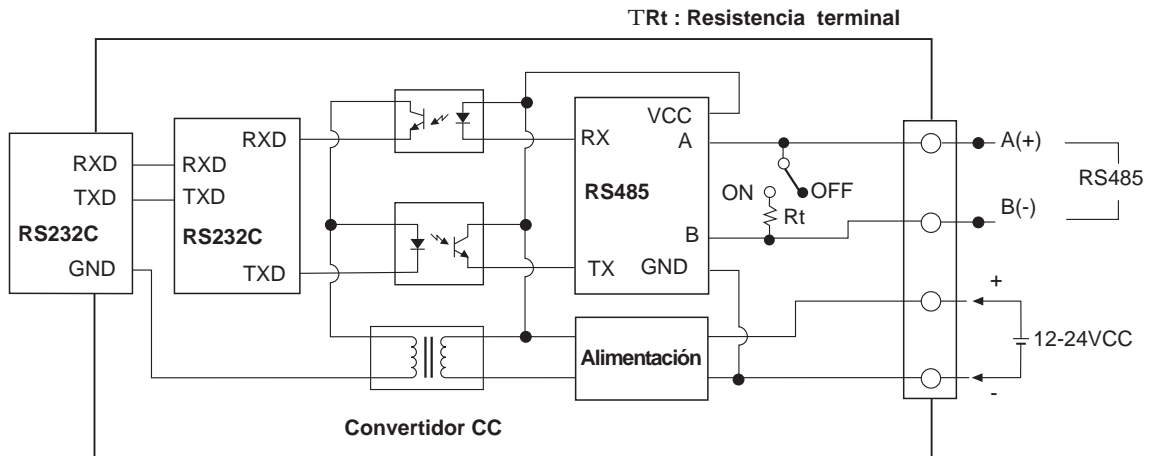 TRt : Resistencia terminal
RXD
TXD
RS232C
GND
RXD
RXD
TXD
RS232C
TXD
VCC
A
RX
RS485
B
TX
GND
ON
OFF
Rt
A(+)
RS485
B(-)
+
12-24VCC
-
Alimentación
Convertidor CC